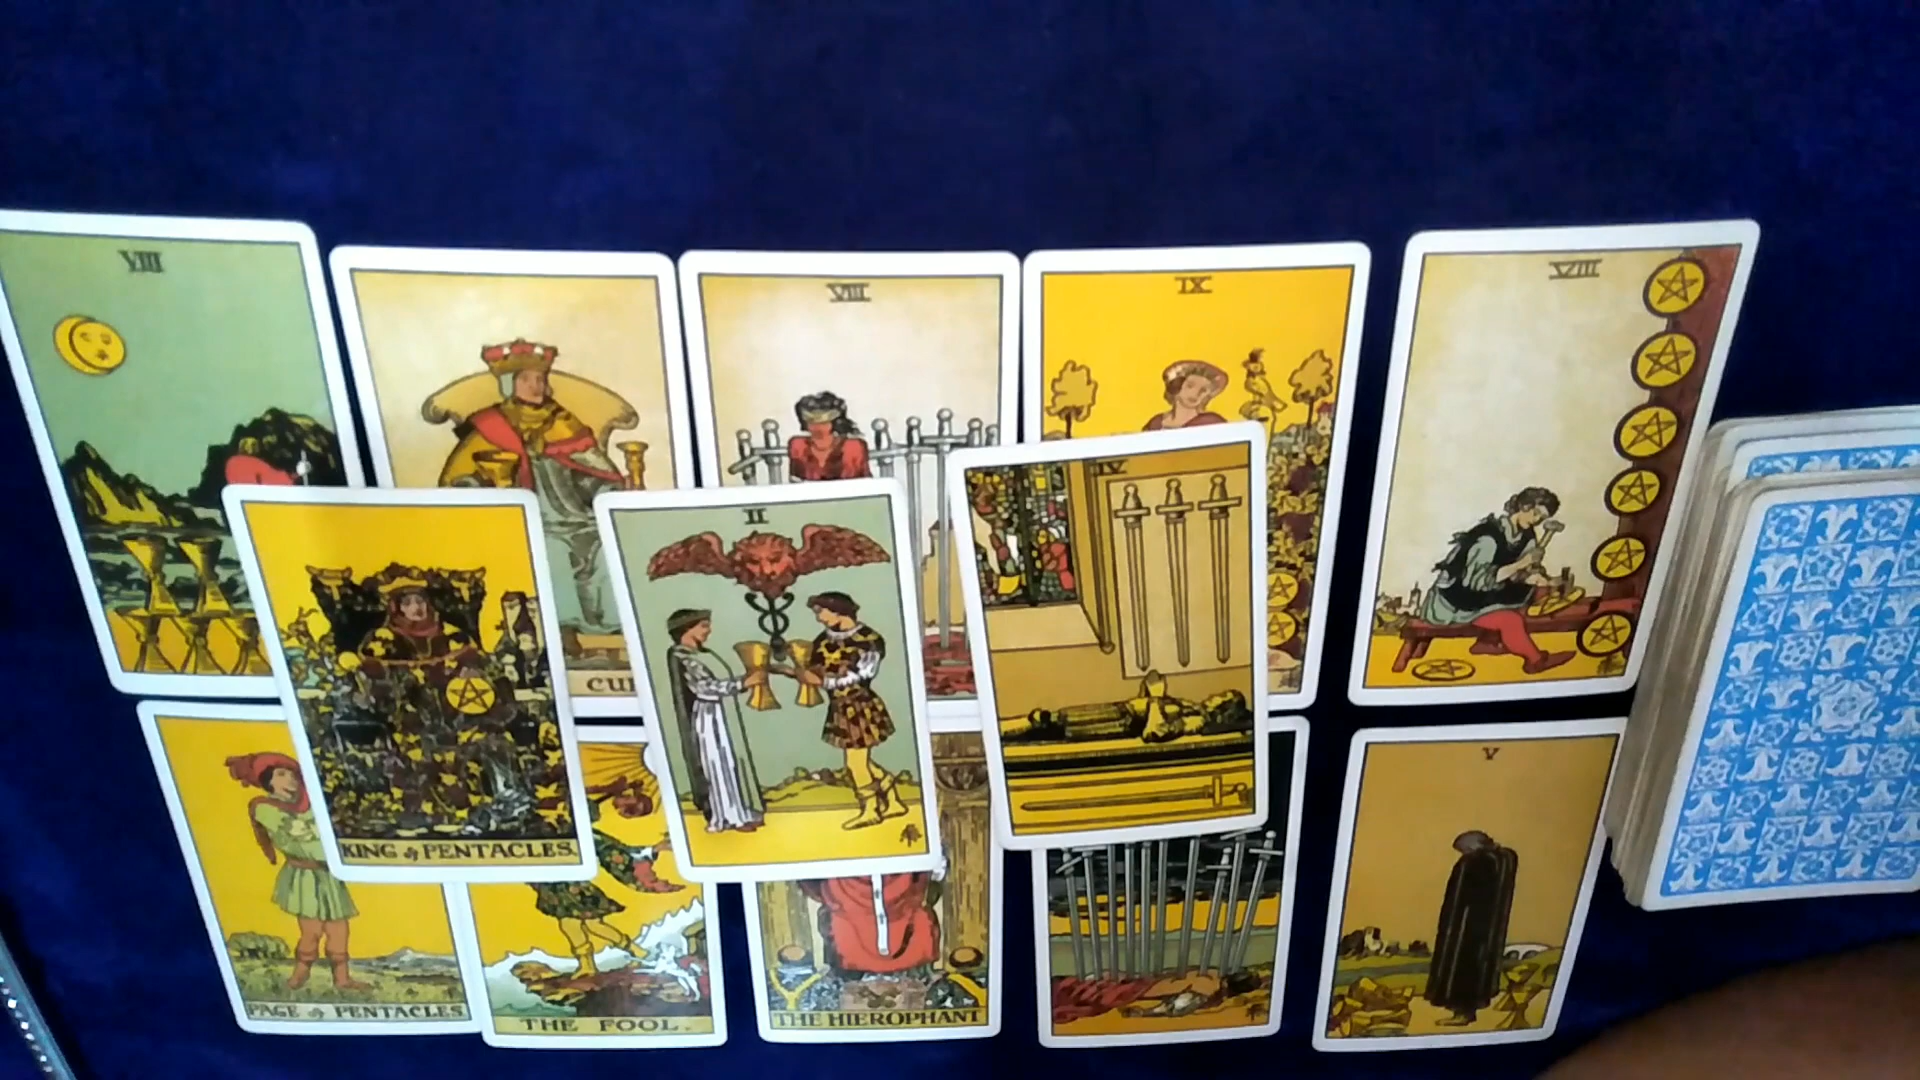 VIII
VIII
IX
VIII
II
IV
CU
KING of PENTACLES.
V
PAGE of PENTACLES
THE FOOL.
THE HIEROPHANT